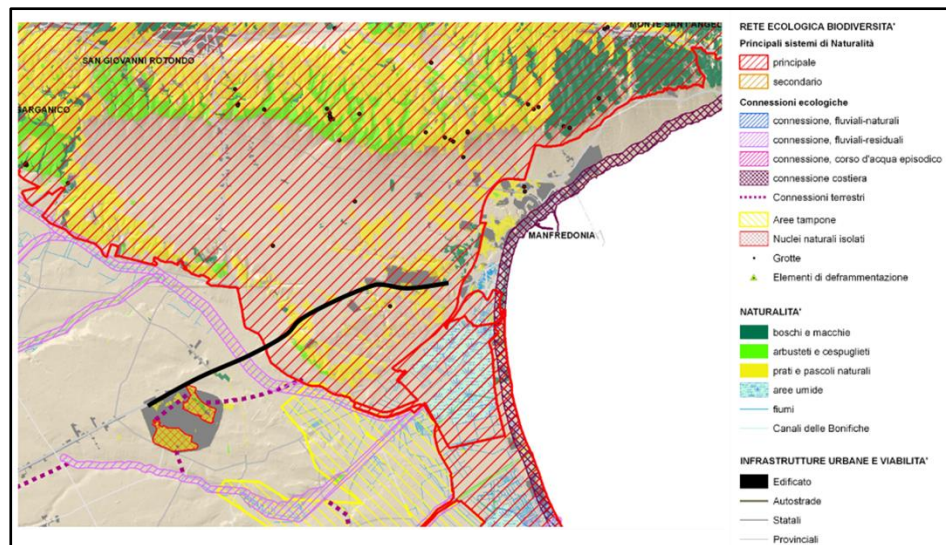 MONTE SANT'ANGEL
SAN GIOVANNI ROTONDO
GARGANICO
MANFREDONIA
RETE ECOLOGICA BIODIVERSITA'
Principali sistemi di Naturalità
principale
secondario
Connessioni ecologiche
connessione, fluviali-naturali
connessione, fluviali-residuali
connessione, corso d'acqua episodico
connessione costiera
Connessioni terrestri
Aree tampone
Nuclei naturali isolati
Grotte
Elementi di deframmentazione
NATURALITA'
boschi e macchie
arbusteti e cespuglieti
prati e pascoli naturali
aree umide
fiumi
Canali delle Bonifiche
INFRASTRUTTURE URBANE E VIABILITA'
Edificato
Autostrade
Statali
Provinciali